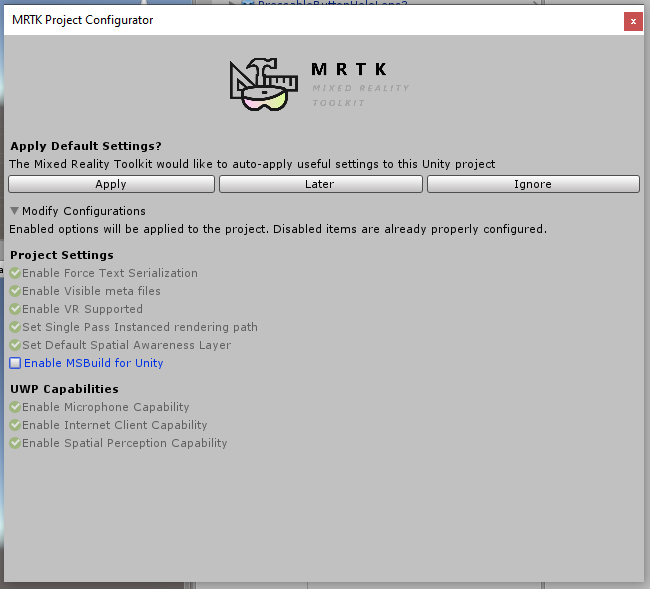 PressableButtonHoloLens2
MRTK Project Configurator
x
MRTK
MIXED REALITY
TOOLKIT
Apply Default Settings?
The Mixed Reality Toolkit would like to auto-apply useful settings to this Unity project
Apply Later Ignore
Modify Configurations
Enabled options will be applied to the project. Disabled items are already properly configured.
Project Settings
Enable Force Text Serialization
Enable Visible meta files
Enable VR Supported
Set Single Pass Instanced rendering path
Set Default Spatial Awareness Layer
Enable MSBuild for Unity
UWP Capabilities
Enable Microphone Capability
Enable Internet Client Capability
Enable Spatial Perception Capability